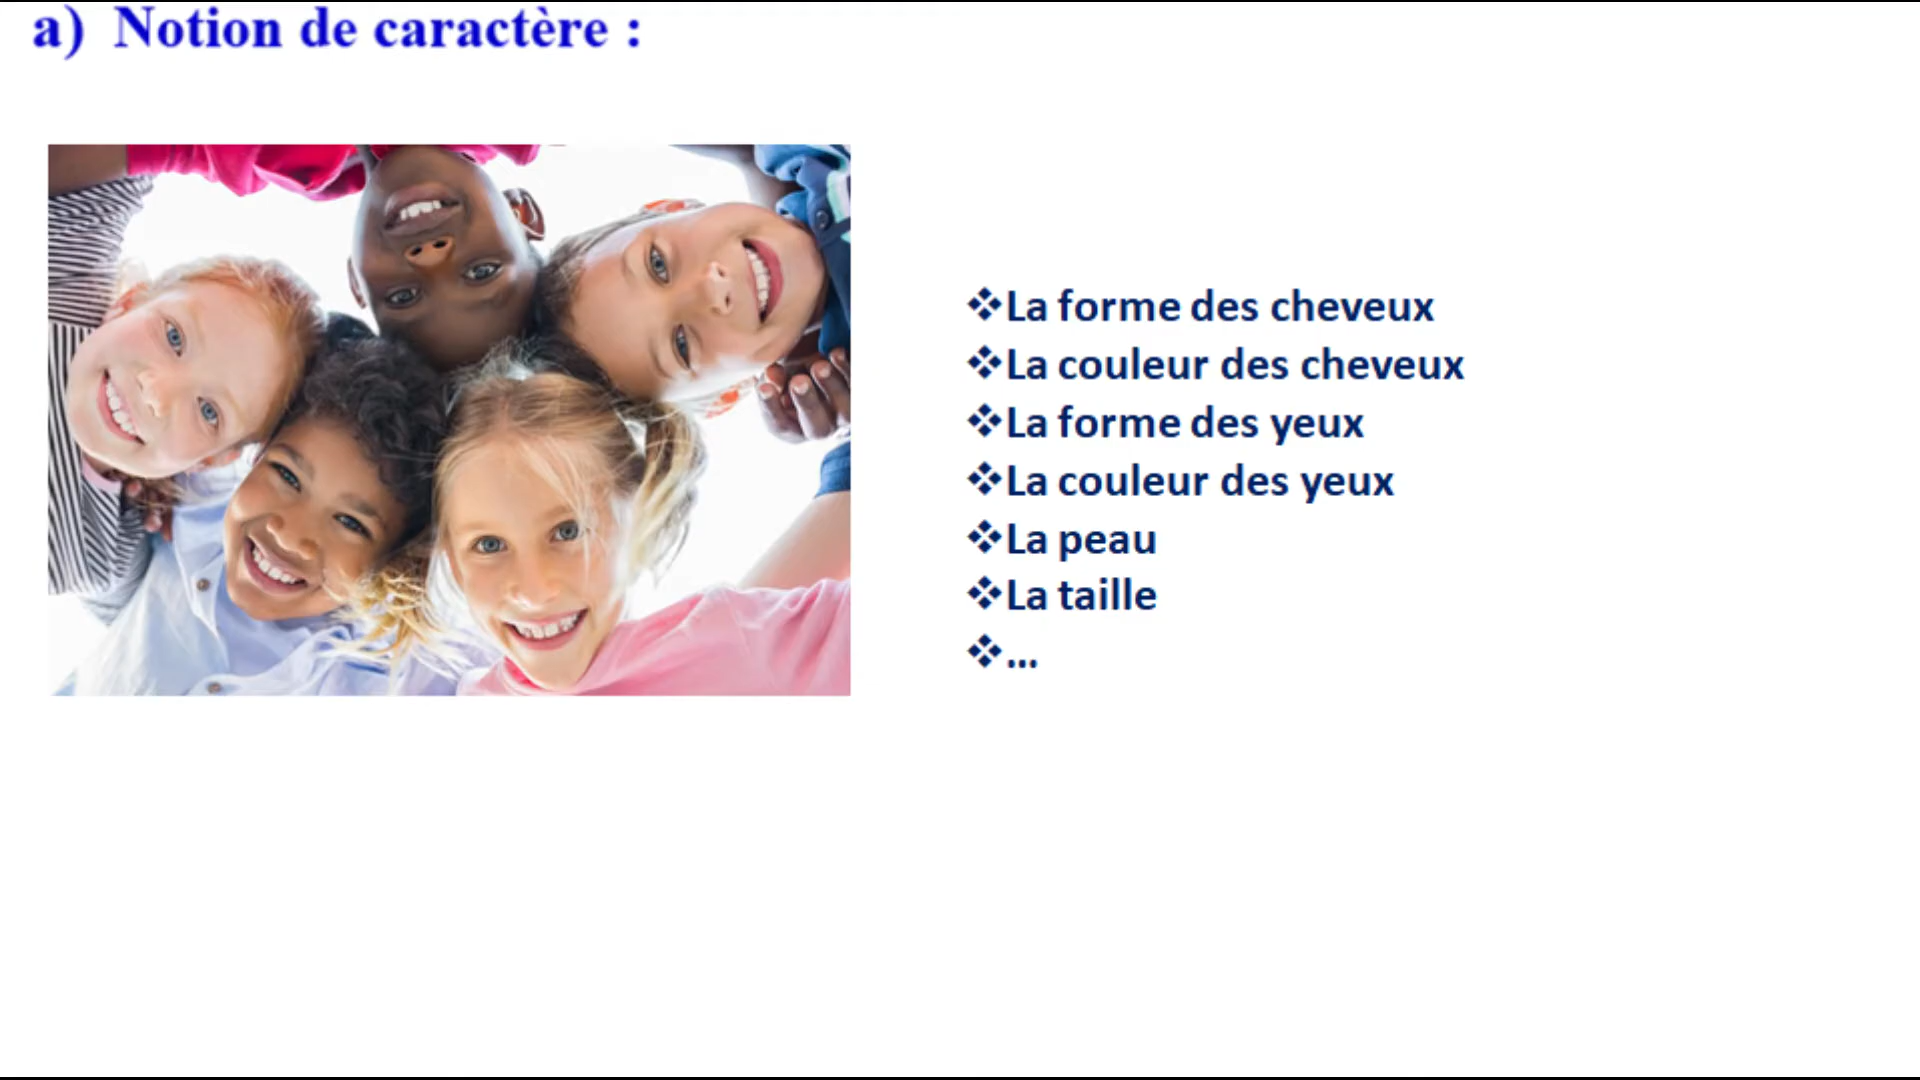 a) Notion de caractère :
❖La forme des cheveux
❖La couleur des cheveux
❖La forme des yeux
❖La couleur des yeux
❖La peau
❖La taille
❖...